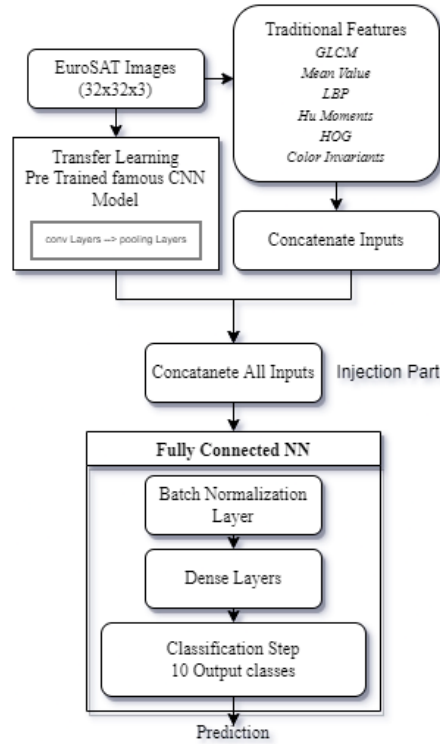 EuroSAT Images
(32x32x3)
Traditional Features
GLCM
Mean Value
LBP
Hu Moments
HOG
Color Invariants
Transfer Learning
Pre Trained famous CNN
Model
conv Layers --> pooling Layers
Concatenate Inputs
Concatanete All Inputs
Injection Part
Fully Connected NN
Batch Normalization
Layer
Dense Layers
Classification Step
10 Output classes
Prediction